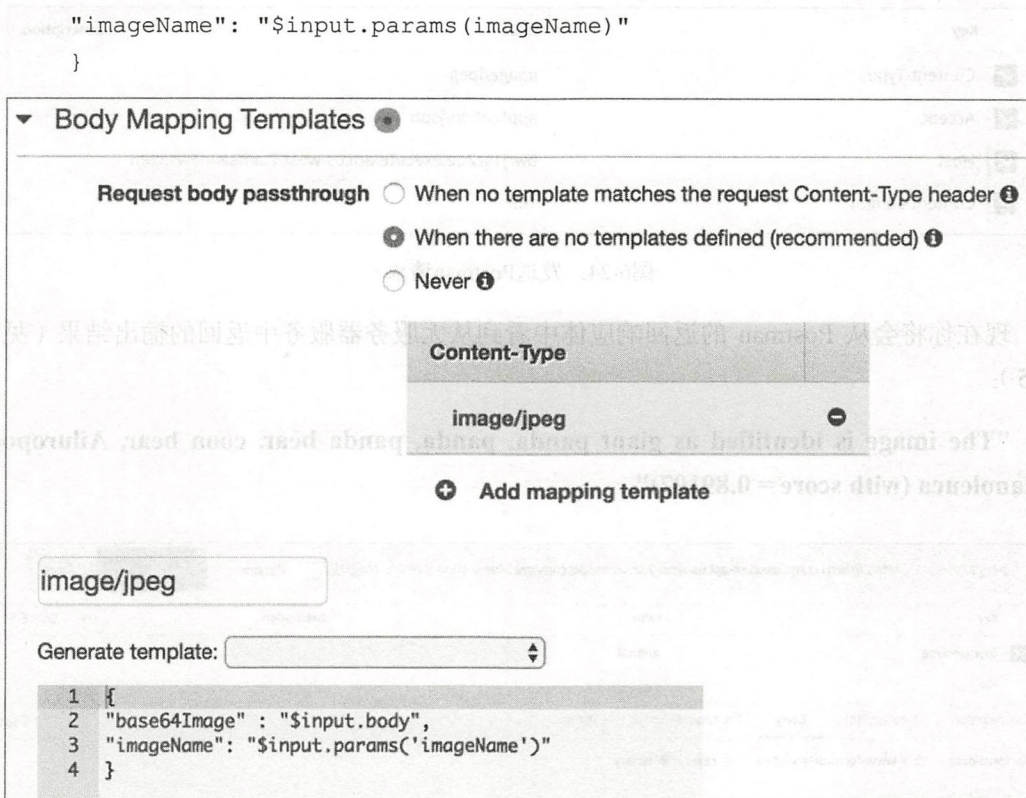 "imageName": "$input.params(imageName)"
}
Body Mapping Templates
Request body passthrough
When no template matches the request Content-Type header
When there are no templates defined (recommended)
Never
Content-Type
image/jpeg
Add mapping template
image/jpeg
Generate template:
1 {
2 "base64Image" : "$input.body",
3 "imageName": "$input.params('imageName')"
4 }